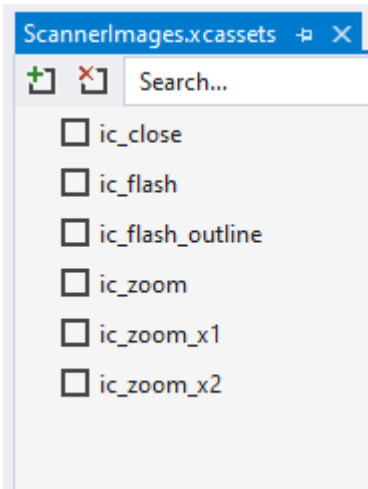 ScannerImages.xcassets
Search...
ic_close
ic_flash
ic_flash_outline
ic_zoom
ic_zoom_x1
ic_zoom_x2